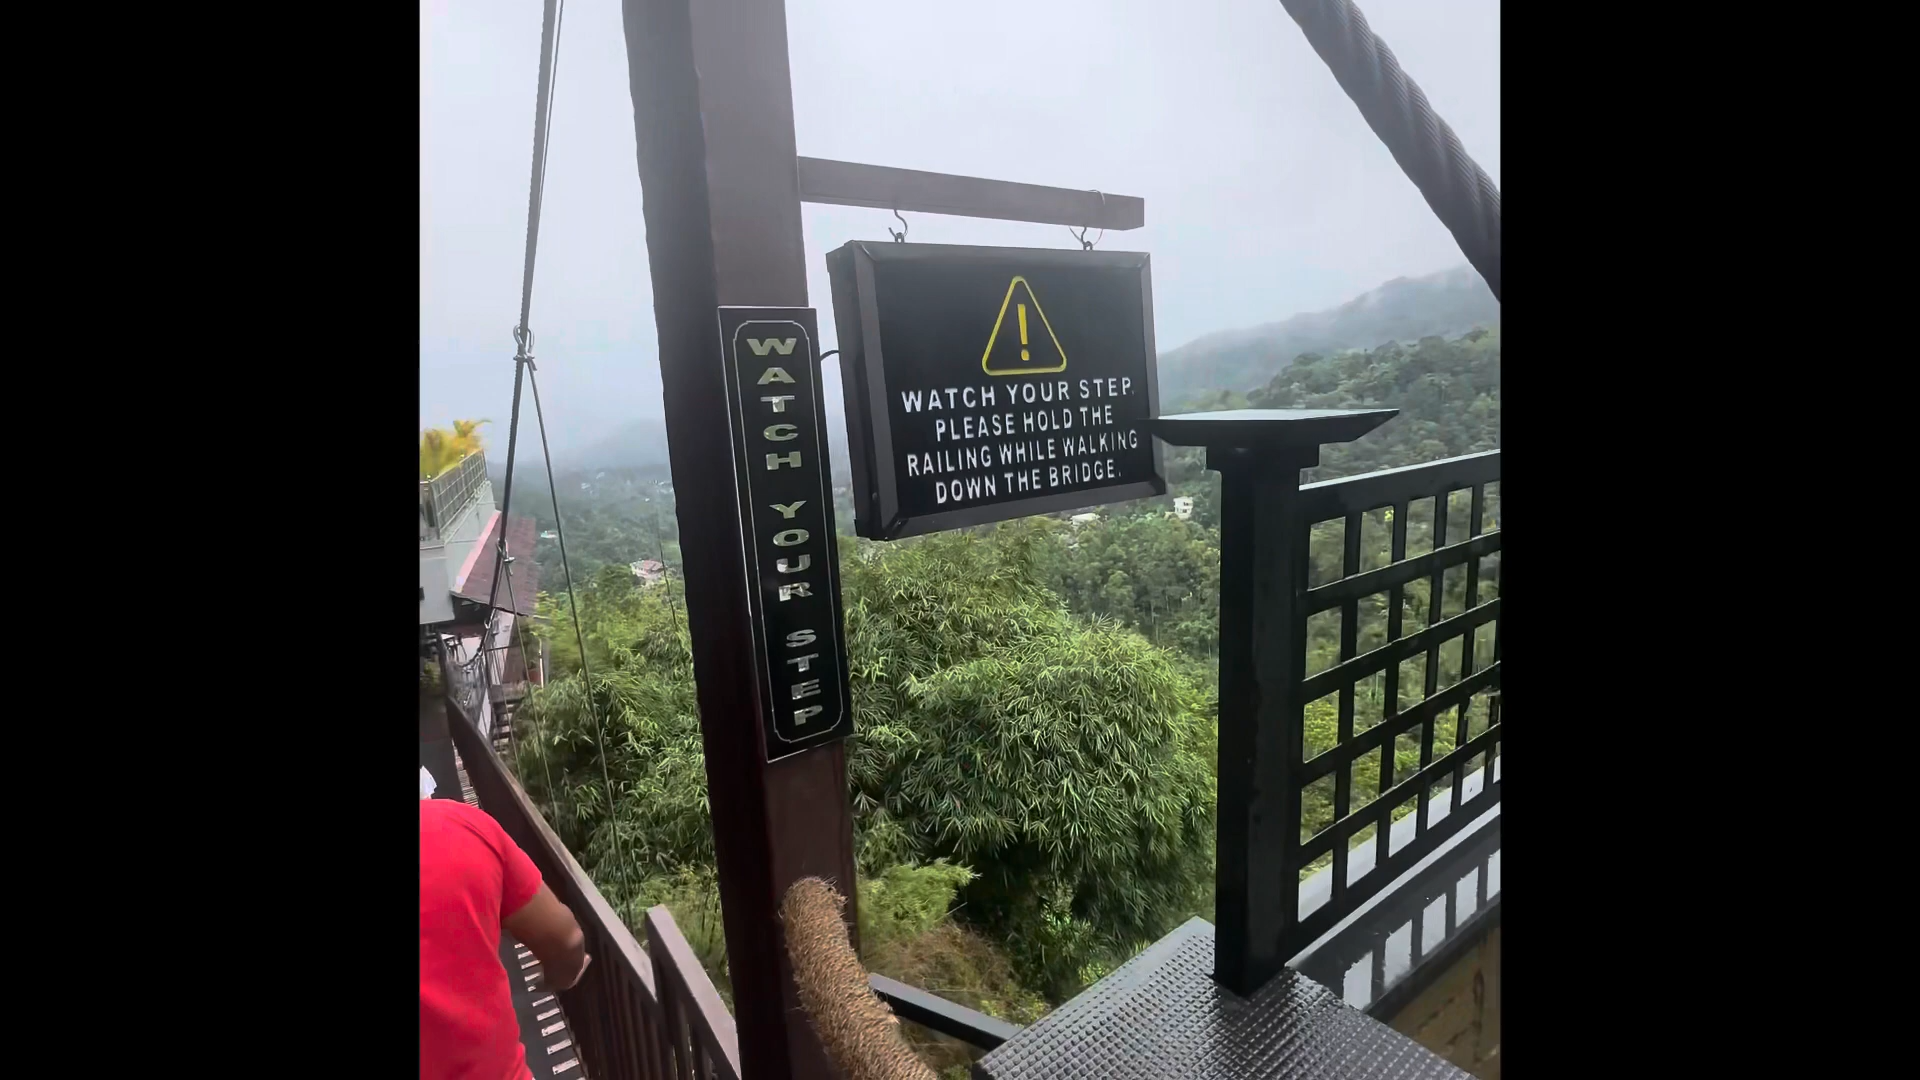 WATCH YOUR STEP
WATCH YOUR STEP.
PLEASE HOLD THE
RAILING WHILE WALKING
DOWN THE BRIDGE.